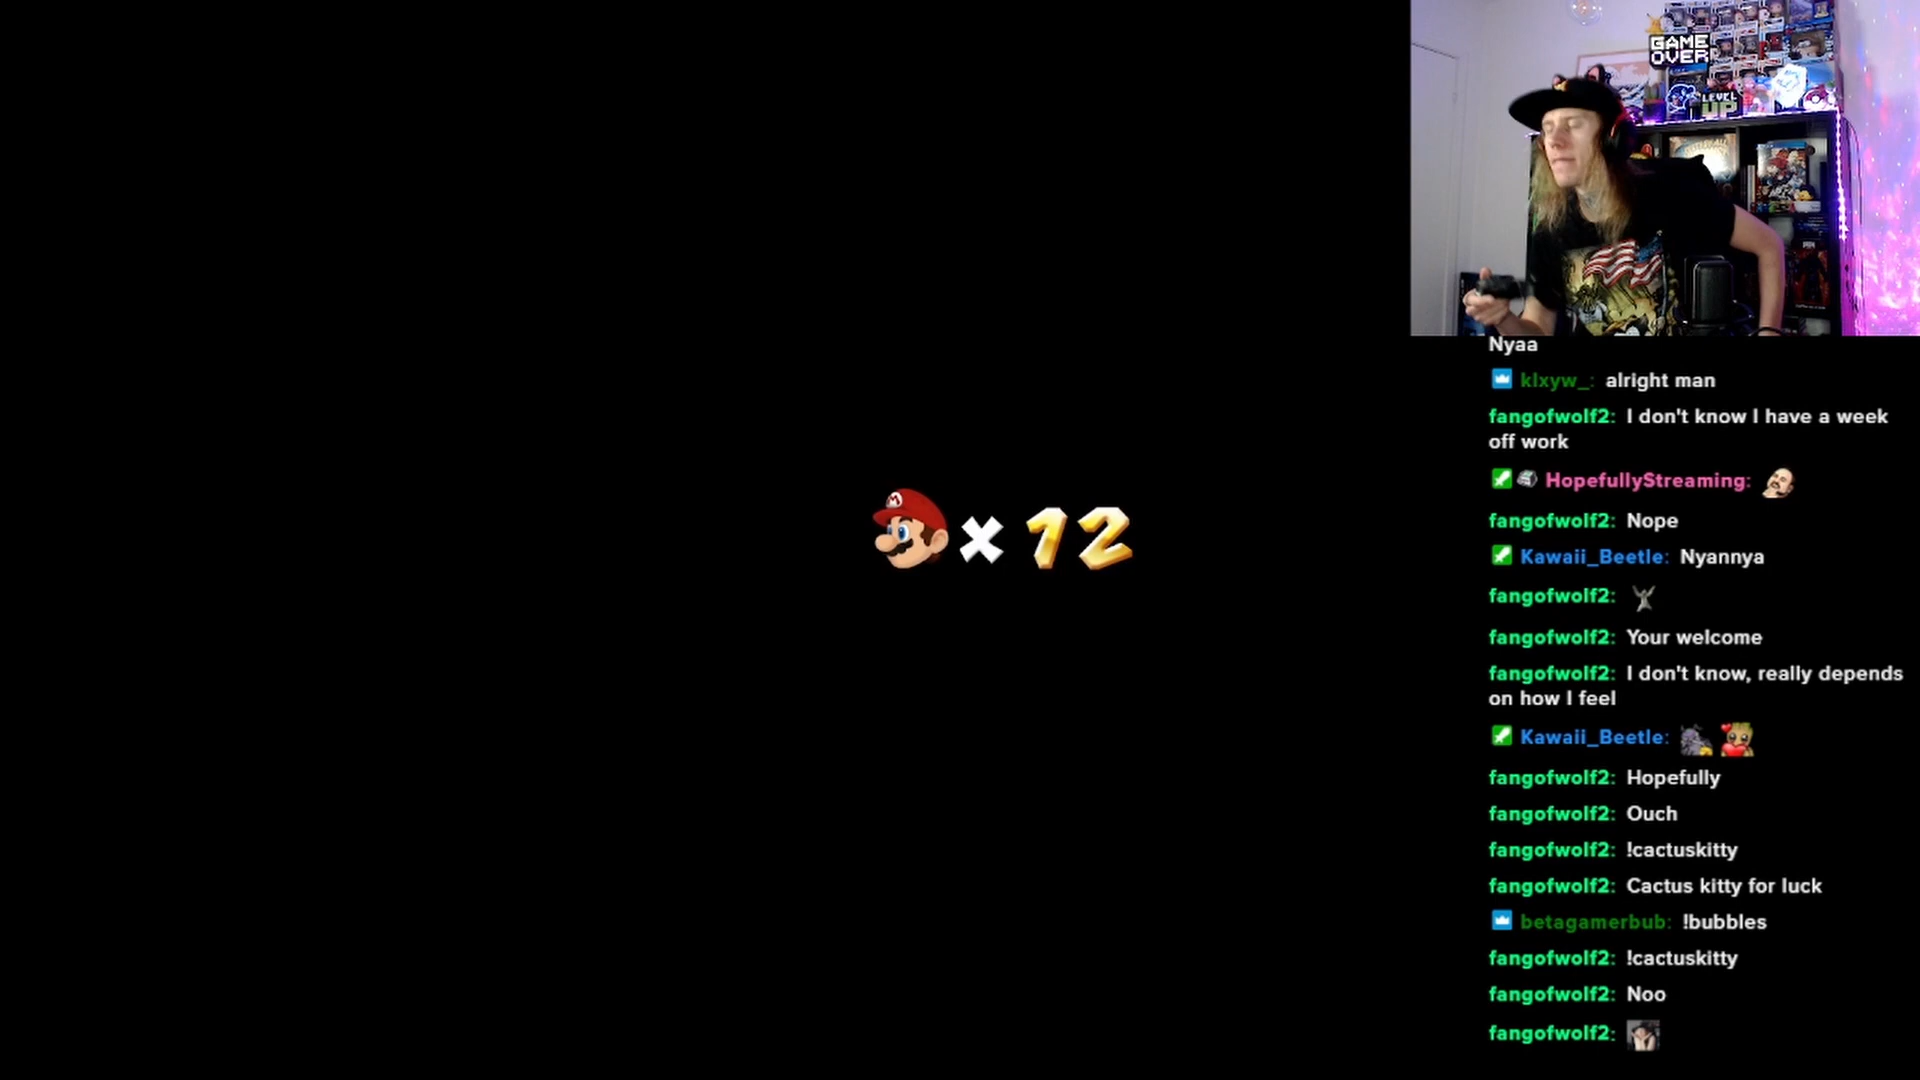 GAME
OVER
LEVEL
UP
M
x 12
Nyaa
klxyw_: alright man
fangofwolf2: I don't know I have a week
off work
HopefullyStreaming:
fangofwolf2: Nope
Kawaii_Beetle: Nyannya
fangofwolf2:
fangofwolf2: Your welcome
fangofwolf2: I don't know, really depends
on how I feel
Kawaii_Beetle:
fangofwolf2: Hopefully
fangofwolf2: Ouch
fangofwolf2: !cactuskitty
fangofwolf2: Cactus kitty for luck
betagamerbub: !bubbles
fangofwolf2: !cactuskitty
fangofwolf2: Noo
fangofwolf2: